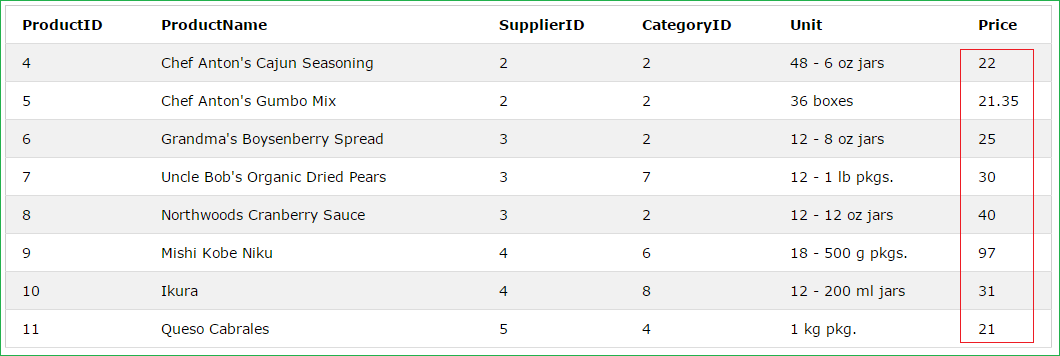 ProductID ProductName SupplierID CategoryID Unit Price
4 Chef Anton's Cajun Seasoning 2 2 48 - 6 oz jars 22
5 Chef Anton's Gumbo Mix 2 2 36 boxes 21.35
6 Grandma's Boysenberry Spread 3 2 12 - 8 oz jars 25
7 Uncle Bob's Organic Dried Pears 3 7 12 - 1 lb pkgs. 30
8 Northwoods Cranberry Sauce 3 2 12 - 12 oz jars 40
9 Mishi Kobe Niku 4 6 18 - 500 g pkgs. 97
10 Ikura 4 8 12 - 200 ml jars 31
11 Queso Cabrales 5 4 1 kg pkg. 21